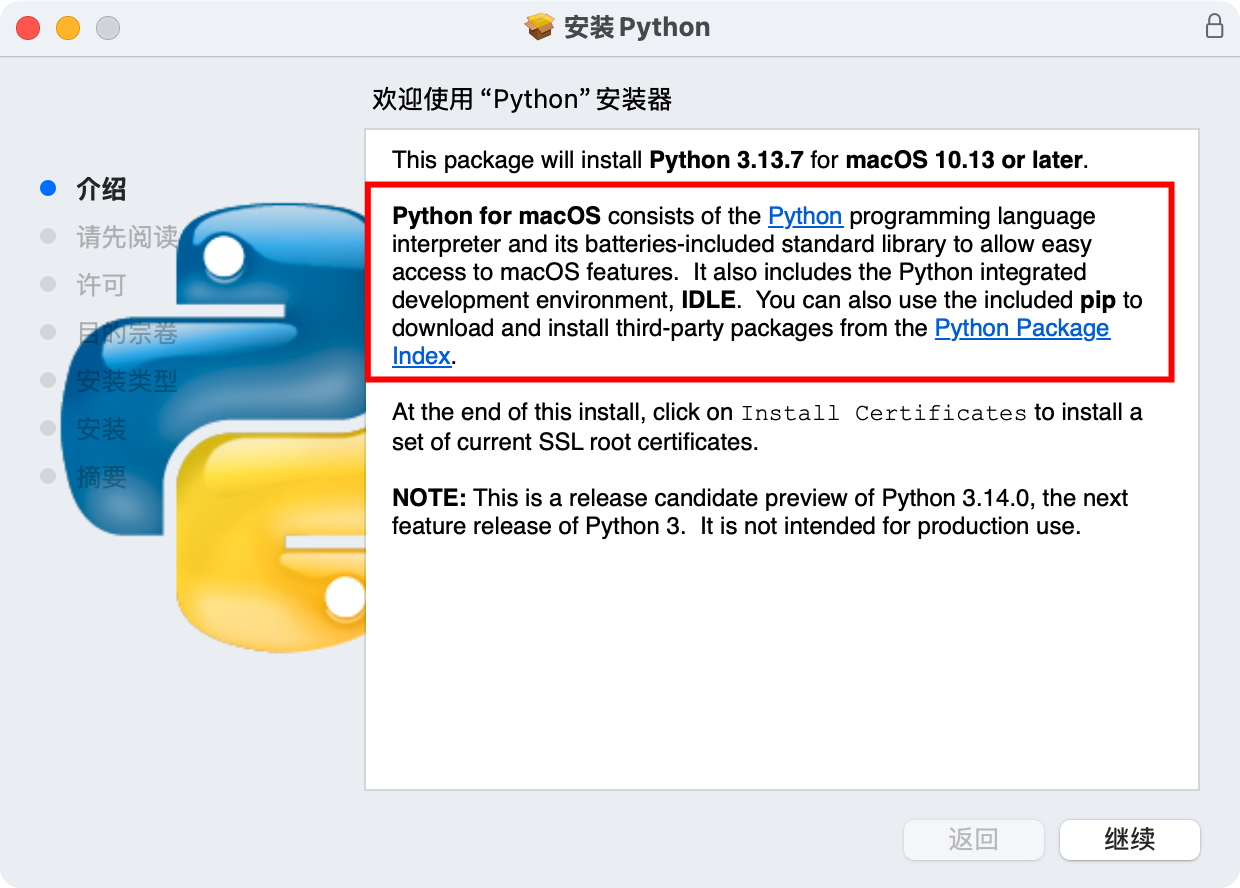 安装Python
欢迎使用 “Python” 安装器
介绍
请先阅读
许可
目的宗卷
安装类型
安装
摘要
This package will install Python 3.13.7 for macOS 10.13 or later.
Python for macOS consists of the Python programming language
interpreter and its batteries-included standard library to allow easy
access to macOS features.  It also includes the Python integrated
development environment, IDLE.  You can also use the included pip to
download and install third-party packages from the Python Package
Index.
At the end of this install, click on Install Certificates to install a
set of current SSL root certificates.
NOTE: This is a release candidate preview of Python 3.14.0, the next
feature release of Python 3.  It is not intended for production use.
返回
继续